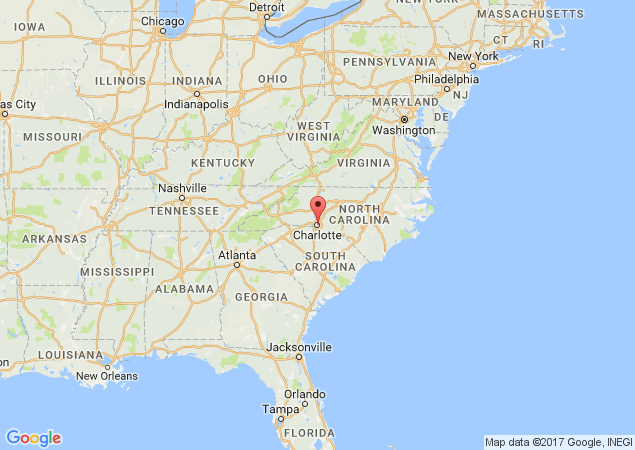 Detroit
MASSACHUSETTS
IOWA
Chicago
CT
RI
New York
PENNSYLVANIA
OHIO
ILLINOIS
INDIANA
Philadelphia
NJ
Indianapolis
MARYLAND
as City
DE
WEST
VIRGINIA
Washington
MISSOURI
KENTUCKY
VIRGINIA
Nashville
TENNESSEE
NORTH
CAROLINA
Charlotte
ARKANSAS
Atlanta
SOUTH
CAROLINA
MISSISSIPPI
ALABAMA
GEORGIA
Jacksonville
LOUISIANA
on
New Orleans
Orlando
Tampa
FLORIDA
Google
Map data ©2017 Google, INEGI